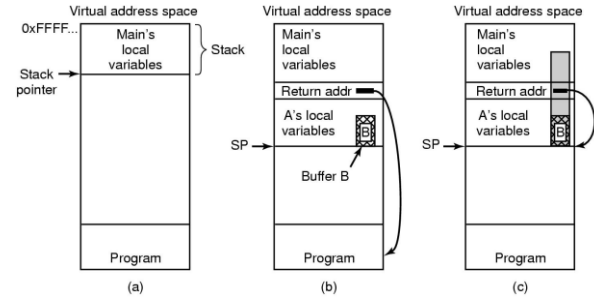 Virtual address space
0xFFFF...
Main's
local
variables
Stack
Stack
pointer
Program
(a)
Virtual address space
Main's
local
variables
Return addr
A's local
variables
B
SP
Buffer B
Program
(b)
Virtual address space
Main's
local
variables
Return addr
A's local
variables
B
SP
Program
(c)